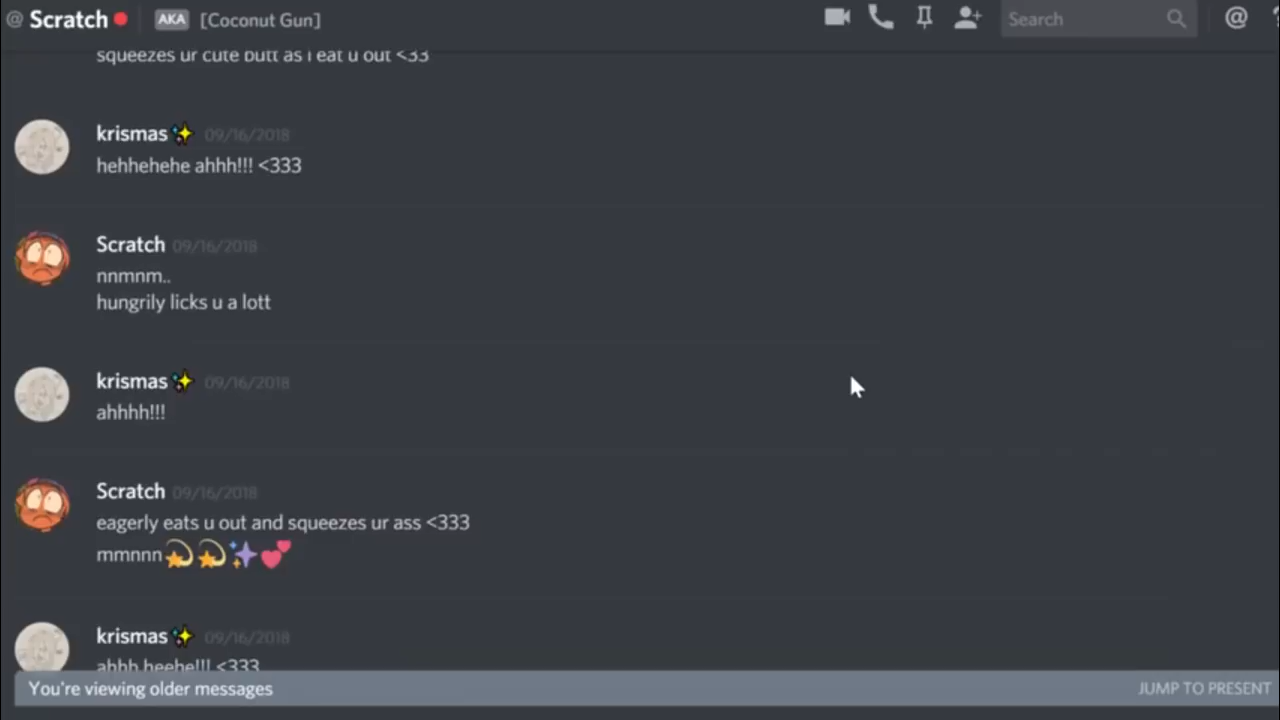 @ Scratch AKA [Coconut Gun] Search @
squeezes ur cute butt as i eat u out <33
krismas✨ 09/16/2018
hehhehehe ahhh!!! <333
Scratch 09/16/2018
nnmnm..
hungrily licks u a lott
krismas✨ 09/16/2018
ahhhh!!!
Scratch 09/16/2018
eagerly eats u out and squeezes ur ass <333
mmnnn💫💫✨💕
krismas✨ 09/16/2018
ahhh heehe!!! <333
You're viewing older messages JUMP TO PRESENT